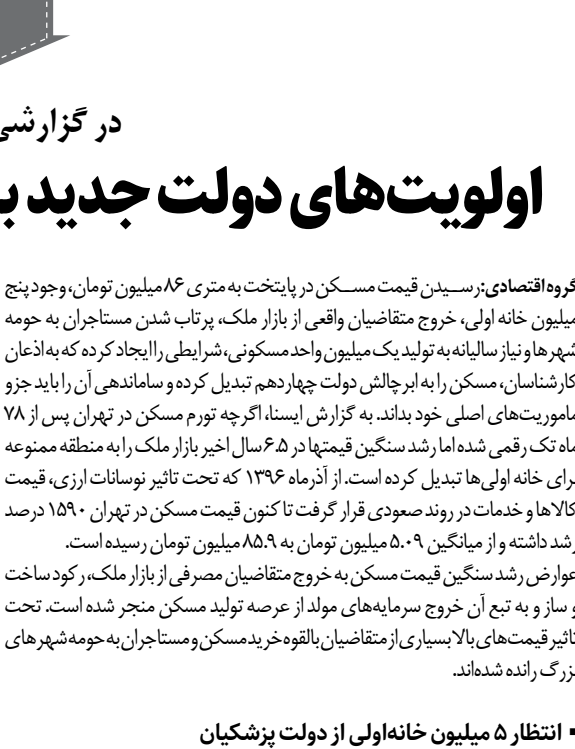 در گزارشی
اولویت‌های دولت جدید
گروه اقتصادی: رسیدن قیمت مسکن در پایتخت به متری ۸۶ میلیون تومان، وجود پنج
میلیون خانه اولی، خروج متقاضیان واقعی از بازار ملک، پرتاب شدن مستاجران به حومه
شهرها و نیاز سالیانه به تولید یک میلیون واحد مسکونی، شرایطی را ایجاد کرده که به اذعان
کارشناسان، مسکن را به ابرچالش دولت چهاردهم تبدیل کرده و ساماندهی آن را باید جزو
ماموریت‌های اصلی خود بداند. به گزارش ایسنا، اگرچه تورم مسکن در تهران پس از ۷۸
ماه تک رقمی شده اما رشد سنگین قیمتها در ۶.۵ سال اخیر بازار ملک را به منطقه ممنوعه
برای خانه اولی‌ها تبدیل کرده است. از آذرماه ۱۳۹۶ که تحت تاثیر نوسانات ارزی، قیمت
کالاها و خدمات در روند صعودی قرار گرفت تا کنون قیمت مسکن در تهران ۱۵۹۰ درصد
رشد داشته و از میانگین ۵.۰۹ میلیون تومان به ۸۵.۹ میلیون تومان رسیده است.
عوارض رشد سنگین قیمت مسکن به خروج متقاضیان مصرفی از بازار ملک، رکود ساخت
و ساز و به تبع آن خروج سرمایه‌های مولد از عرصه تولید مسکن منجر شده است. تحت
تاثیر قیمت‌های بالا بسیاری از متقاضیان بالقوه خرید مسکن و مستاجران به حومه شهرهای
بزرگ رانده شده‌اند.
▪ انتظار ۵ میلیون خانه‌اولی از دولت پزشکیان